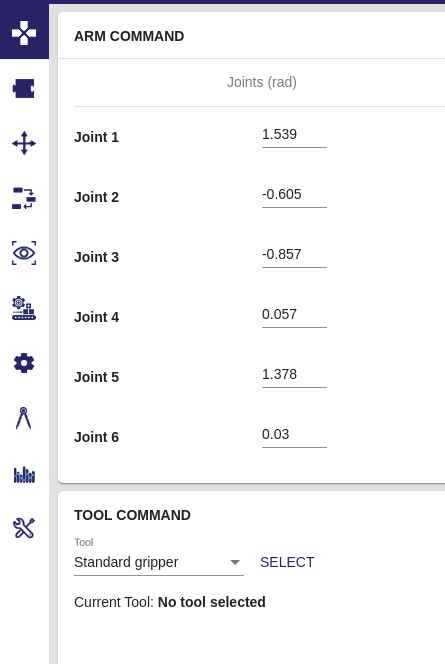 ARM COMMAND
Joints (rad)
Joint 1 1.539
Joint 2 -0.605
Joint 3 -0.857
Joint 4 0.057
Joint 5 1.378
Joint 6 0.03
TOOL COMMAND
Tool
Standard gripper SELECT
Current Tool: No tool selected